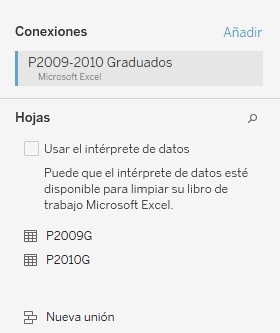 Conexiones Añadir
P2009-2010 Graduados
Microsoft Excel
Hojas
Usar el intérprete de datos
Puede que el intérprete de datos esté
disponible para limpiar su libro de
trabajo Microsoft Excel.
P2009G
P2010G
Nueva unión